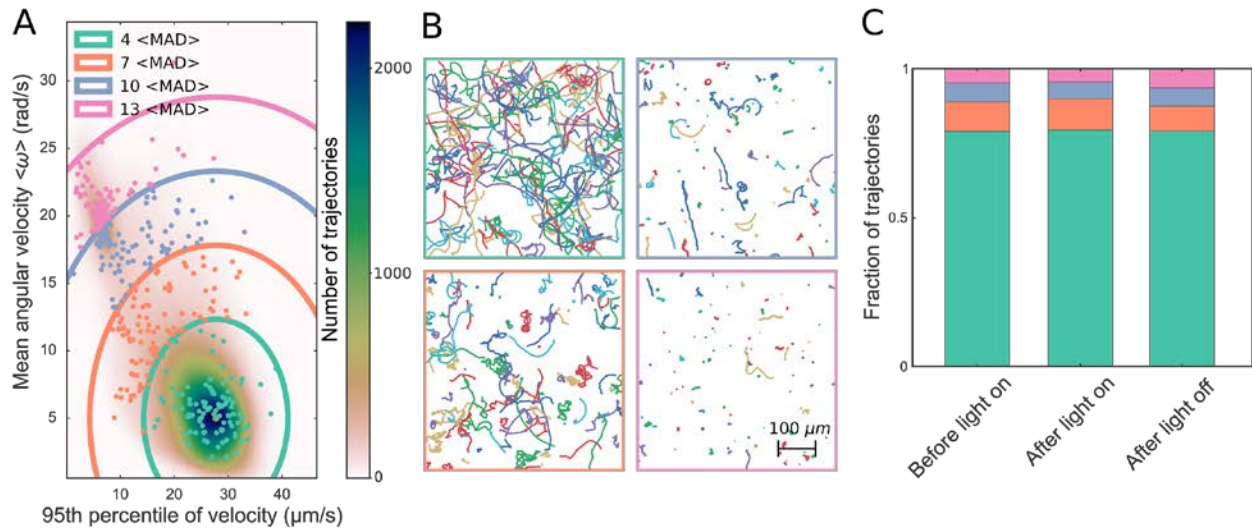 A
4 <MAD>
7 <MAD>
10 <MAD>
13 <MAD>
Mean angular velocity <ω> (rad/s)
30
25
20
15
10
5
10
20
30
40
95th percentile of velocity (μm/s)
Number of trajectories
2000
1000
0
B
100 μm
C
Fraction of trajectories
1
0.5
0
Before light on
After light on
After light off